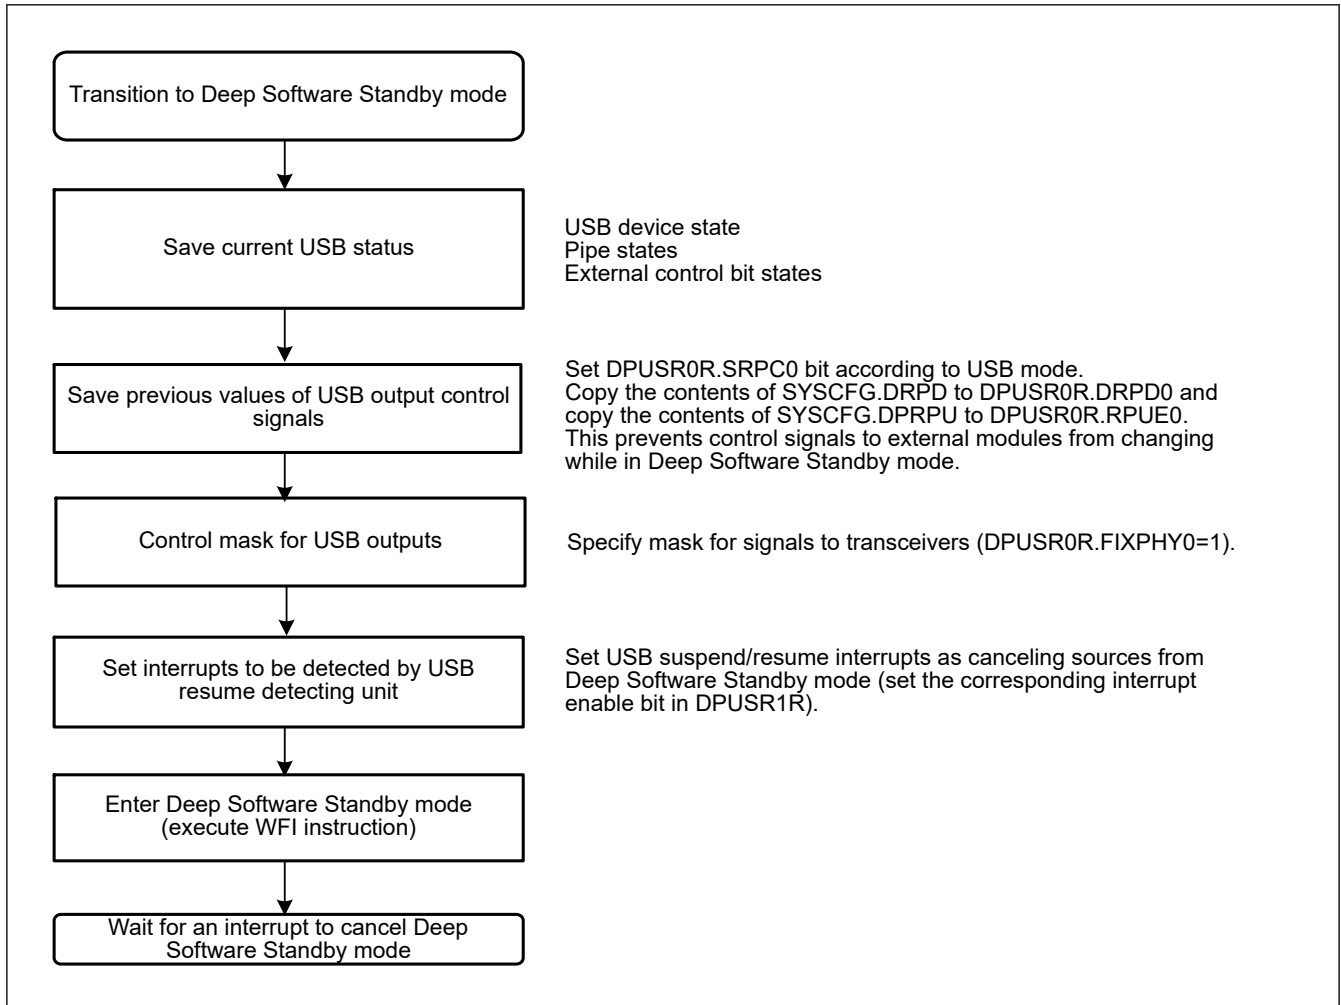 Transition to Deep Software Standby mode
Save current USB status
USB device state
Pipe states
External control bit states
Save previous values of USB output control
signals
Set DPUSR0R.SRPC0 bit according to USB mode.
Copy the contents of SYSCFG.DRPD to DPUSR0R.DRPD0 and
copy the contents of SYSCFG.DPRPU to DPUSR0R.RPUE0.
This prevents control signals to external modules from changing
while in Deep Software Standby mode.
Control mask for USB outputs
Specify mask for signals to transceivers (DPUSR0R.FIXPHY0=1).
Set interrupts to be detected by USB
resume detecting unit
Set USB suspend/resume interrupts as canceling sources from
Deep Software Standby mode (set the corresponding interrupt
enable bit in DPUSR1R).
Enter Deep Software Standby mode
(execute WFI instruction)
Wait for an interrupt to cancel Deep
Software Standby mode